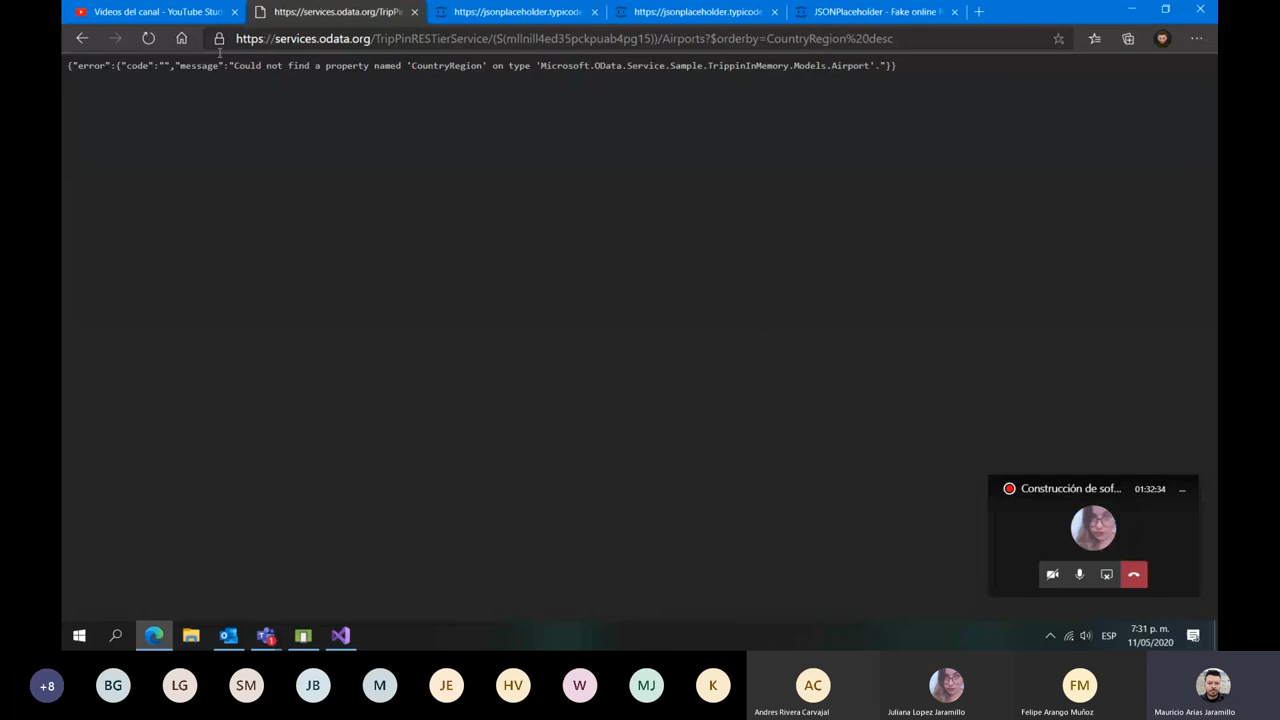 Videos del canal - YouTube Stud
https://services.odata.org/TripPi
https://jsonplaceholder.typicode
https://jsonplaceholder.typicode.
JSONPlaceholder - Fake online R
https://services.odata.org/TripPinRESTierService/(S(mllnill4ed35pckpuab4pg15))/Airports?$orderby=CountryRegion%20desc
{"error":{"code":"","message":"Could not find a property named 'CountryRegion' on type 'Microsoft.OData.Service.Sample.TrippinInMemory.Models.Airport'."}}
Construcción de sof...
01:32:34
1
ESP
7:31 p. m.
11/05/2020
+8
BG
LG
SM
JB
M
JE
HV
W
MJ
K
AC
FM
Andres Rivera Carvajal
Juliana Lopez Jaramillo
Felipe Arango Muñoz
Mauricio Arias Jaramillo